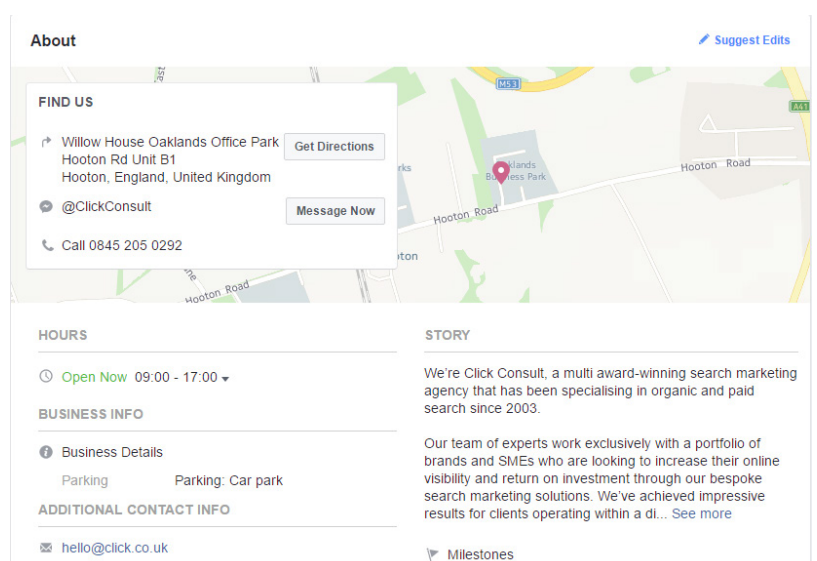 About
Suggest Edits
M53
A41
FIND US
Willow House Oaklands Office Park
Hooton Rd Unit B1
Hooton, England, United Kingdom
Get Directions
@ClickConsult
Message Now
Call 0845 205 0292
Business Park
Hooton Road
Hooton Road
Hooton Road
HOURS
Open Now 09:00 - 17:00
BUSINESS INFO
Business Details
Parking Parking: Car park
ADDITIONAL CONTACT INFO
hello@click.co.uk
STORY
We're Click Consult, a multi award-winning search marketing
agency that has been specialising in organic and paid
search since 2003.
Our team of experts work exclusively with a portfolio of
brands and SMEs who are looking to increase their online
visibility and return on investment through our bespoke
search marketing solutions. We've achieved impressive
results for clients operating within a di... See more
Milestones